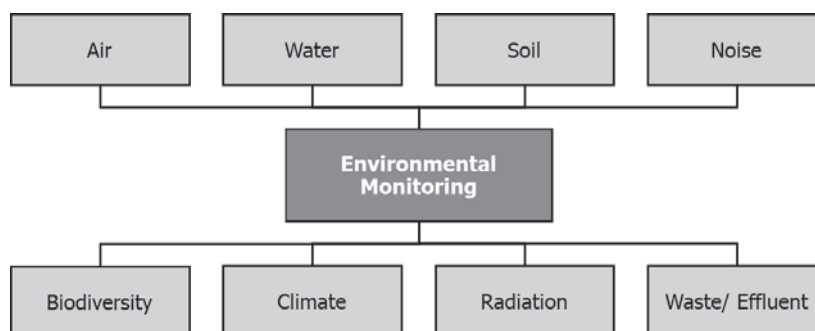 Air
Water
Soil
Noise
Environmental
Monitoring
Biodiversity
Climate
Radiation
Waste/ Effluent